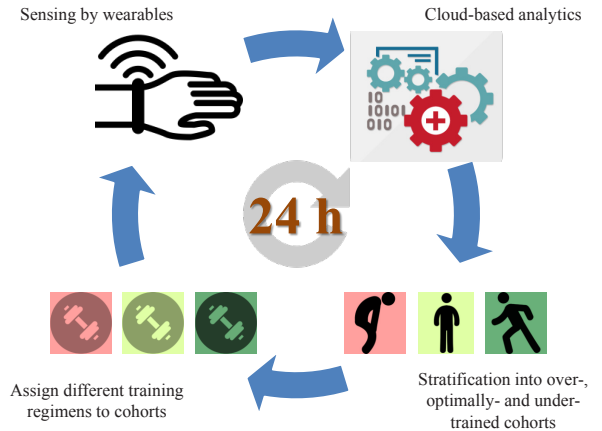 Sensing by wearables
Cloud-based analytics
10
10101
010
24 h
Assign different training
regimens to cohorts
Stratification into over-,
optimally- and under-
trained cohorts